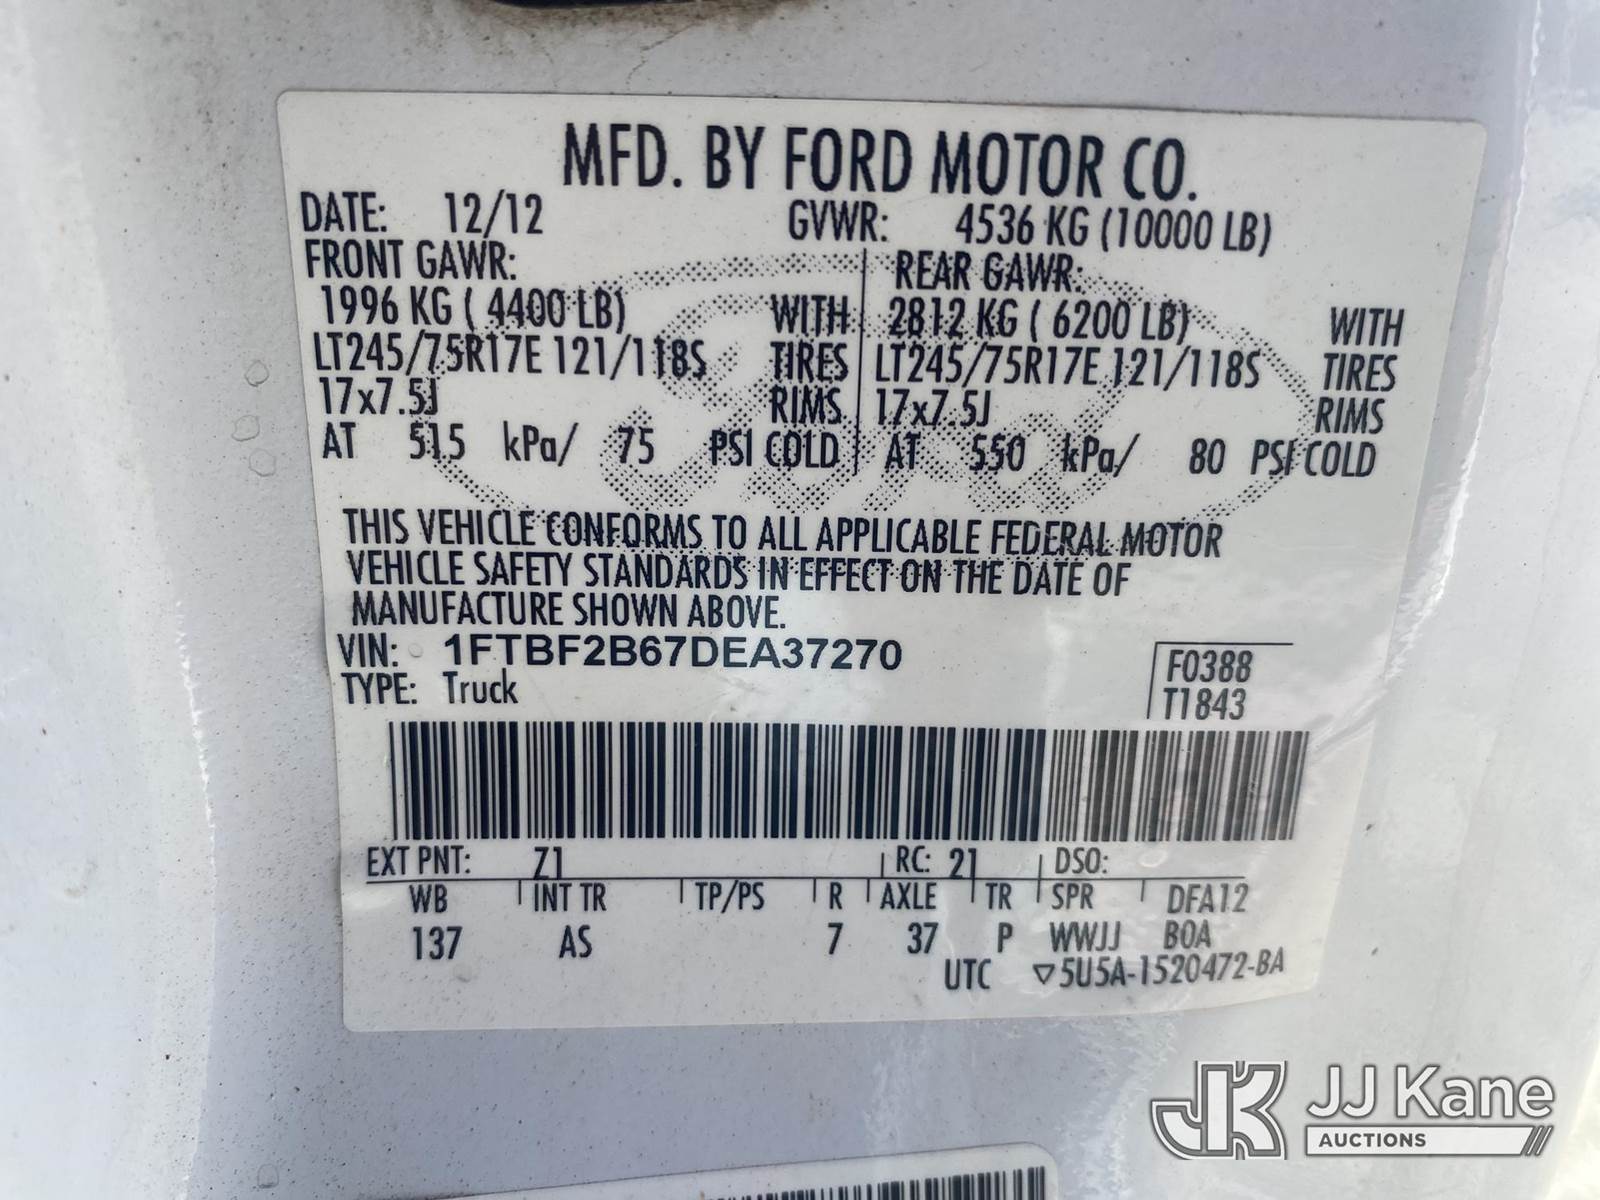 MFD. BY FORD MOTOR CO.
DATE: 12/12 GVWR: 4536 KG (10000 LB)
FRONT GAWR: REAR GAWR:
1996 KG ( 4400 LB) WITH 2812 KG ( 6200 LB) WITH
LT245/75R17E 121/118S TIRES LT245/75R17E 121/118S TIRES
17x7.5J RIMS 17x7.5J RIMS
AT 515 kPa/ 75 PSI COLD AT 550 kPa/ 80 PSI COLD
THIS VEHICLE CONFORMS TO ALL APPLICABLE FEDERAL MOTOR
VEHICLE SAFETY STANDARDS IN EFFECT ON THE DATE OF
MANUFACTURE SHOWN ABOVE.
VIN: 1FTBF2B67DEA37270
F0388
TYPE: Truck
T1843
EXT PNT: Z1 RC: 21 DSO:
WB INT TR TP/PS R AXLE TR SPR DFA12
137 AS 7 37 P WWJJ BOA
UTC ▽5U5A-1520472-BA
JK JJ Kane
AUCTIONS